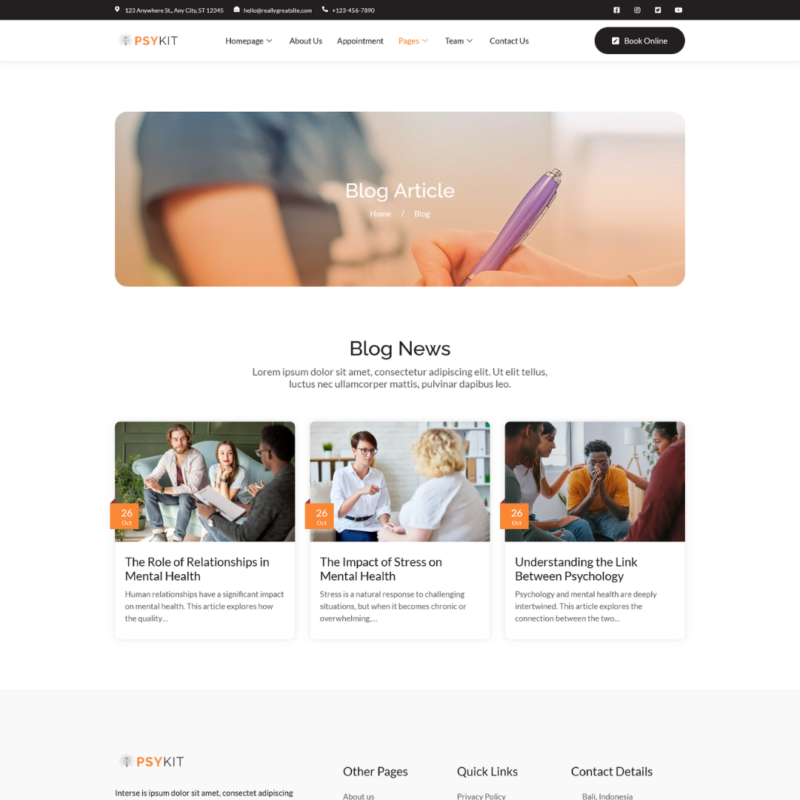 123 Anywhere St., Any City, ST 12345 hello@reallygreatsite.com +123-456-7890
PSYKIT Homepage About Us Appointment Pages Team Contact Us Book Online
Blog Article
Home / Blog
Blog News
Lorem ipsum dolor sit amet, consectetur adipiscing elit. Ut elit tellus,
luctus nec ullamcorper mattis, pulvinar dapibus leo.
26
Oct
The Role of Relationships in
Mental Health
Human relationships have a significant impact
on mental health. This article explores how
the quality...
26
Oct
The Impact of Stress on
Mental Health
Stress is a natural response to challenging
situations, but when it becomes chronic or
overwhelming,...
26
Oct
Understanding the Link
Between Psychology
Psychology and mental health are deeply
intertwined. This article explores the
connection between the two...
PSYKIT
Interse is ipsum dolor sit amet, consectet adipiscing
Other Pages
About us
Quick Links
Privacy Policy
Contact Details
Bali, Indonesia